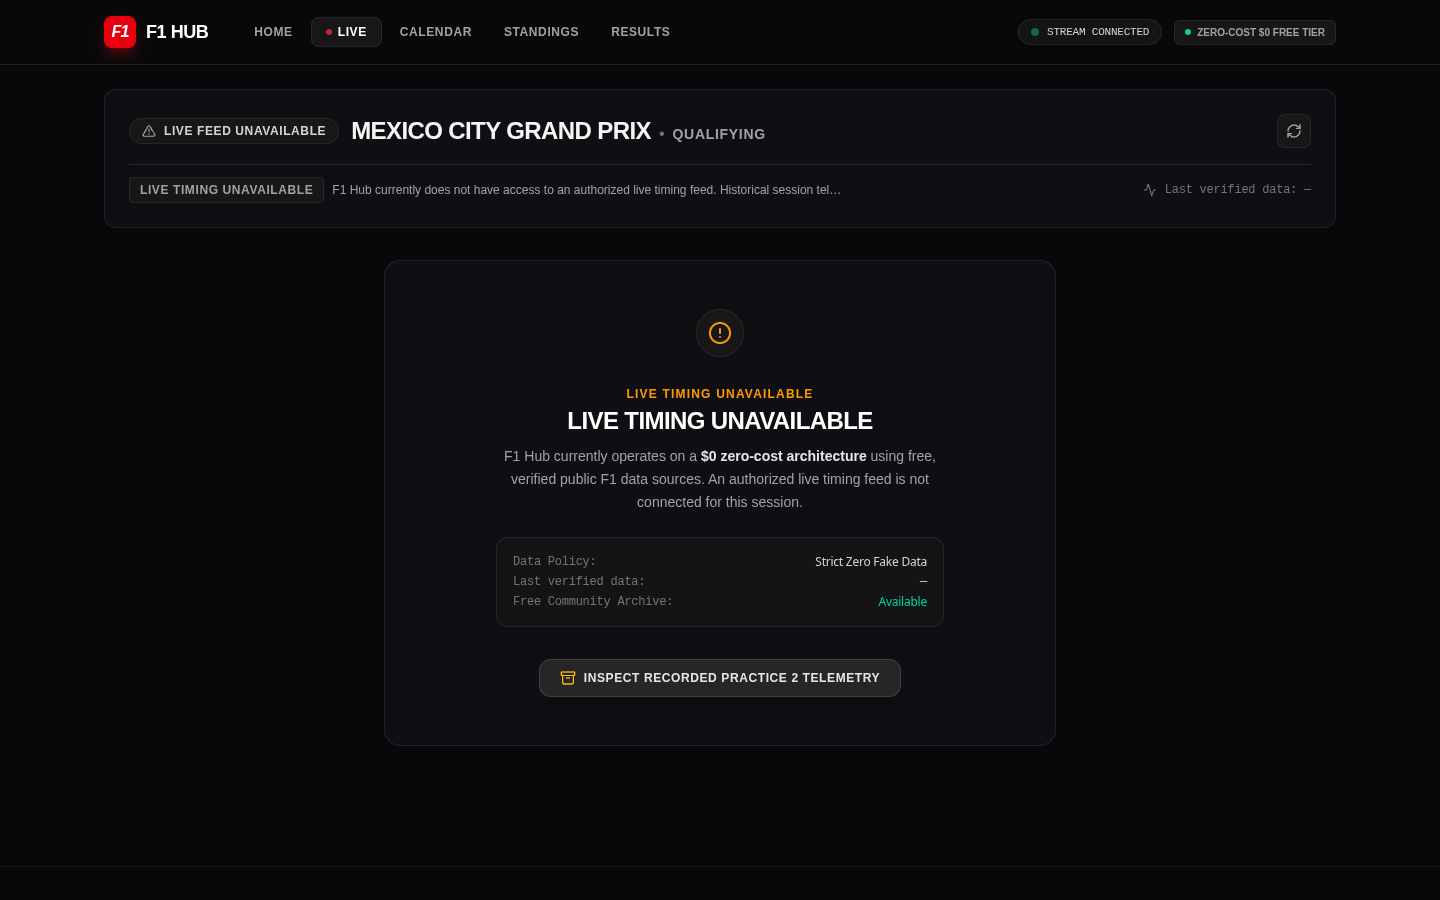 F1 F1 HUB HOME LIVE CALENDAR STANDINGS RESULTS STREAM CONNECTED ZERO-COST $0 FREE TIER
LIVE FEED UNAVAILABLE MEXICO CITY GRAND PRIX • QUALIFYING
LIVE TIMING UNAVAILABLE F1 Hub currently does not have access to an authorized live timing feed. Historical session tel… Last verified data: —
LIVE TIMING UNAVAILABLE
LIVE TIMING UNAVAILABLE
F1 Hub currently operates on a $0 zero-cost architecture using free,
verified public F1 data sources. An authorized live timing feed is not
connected for this session.
Data Policy: Strict Zero Fake Data
Last verified data: —
Free Community Archive: Available
INSPECT RECORDED PRACTICE 2 TELEMETRY